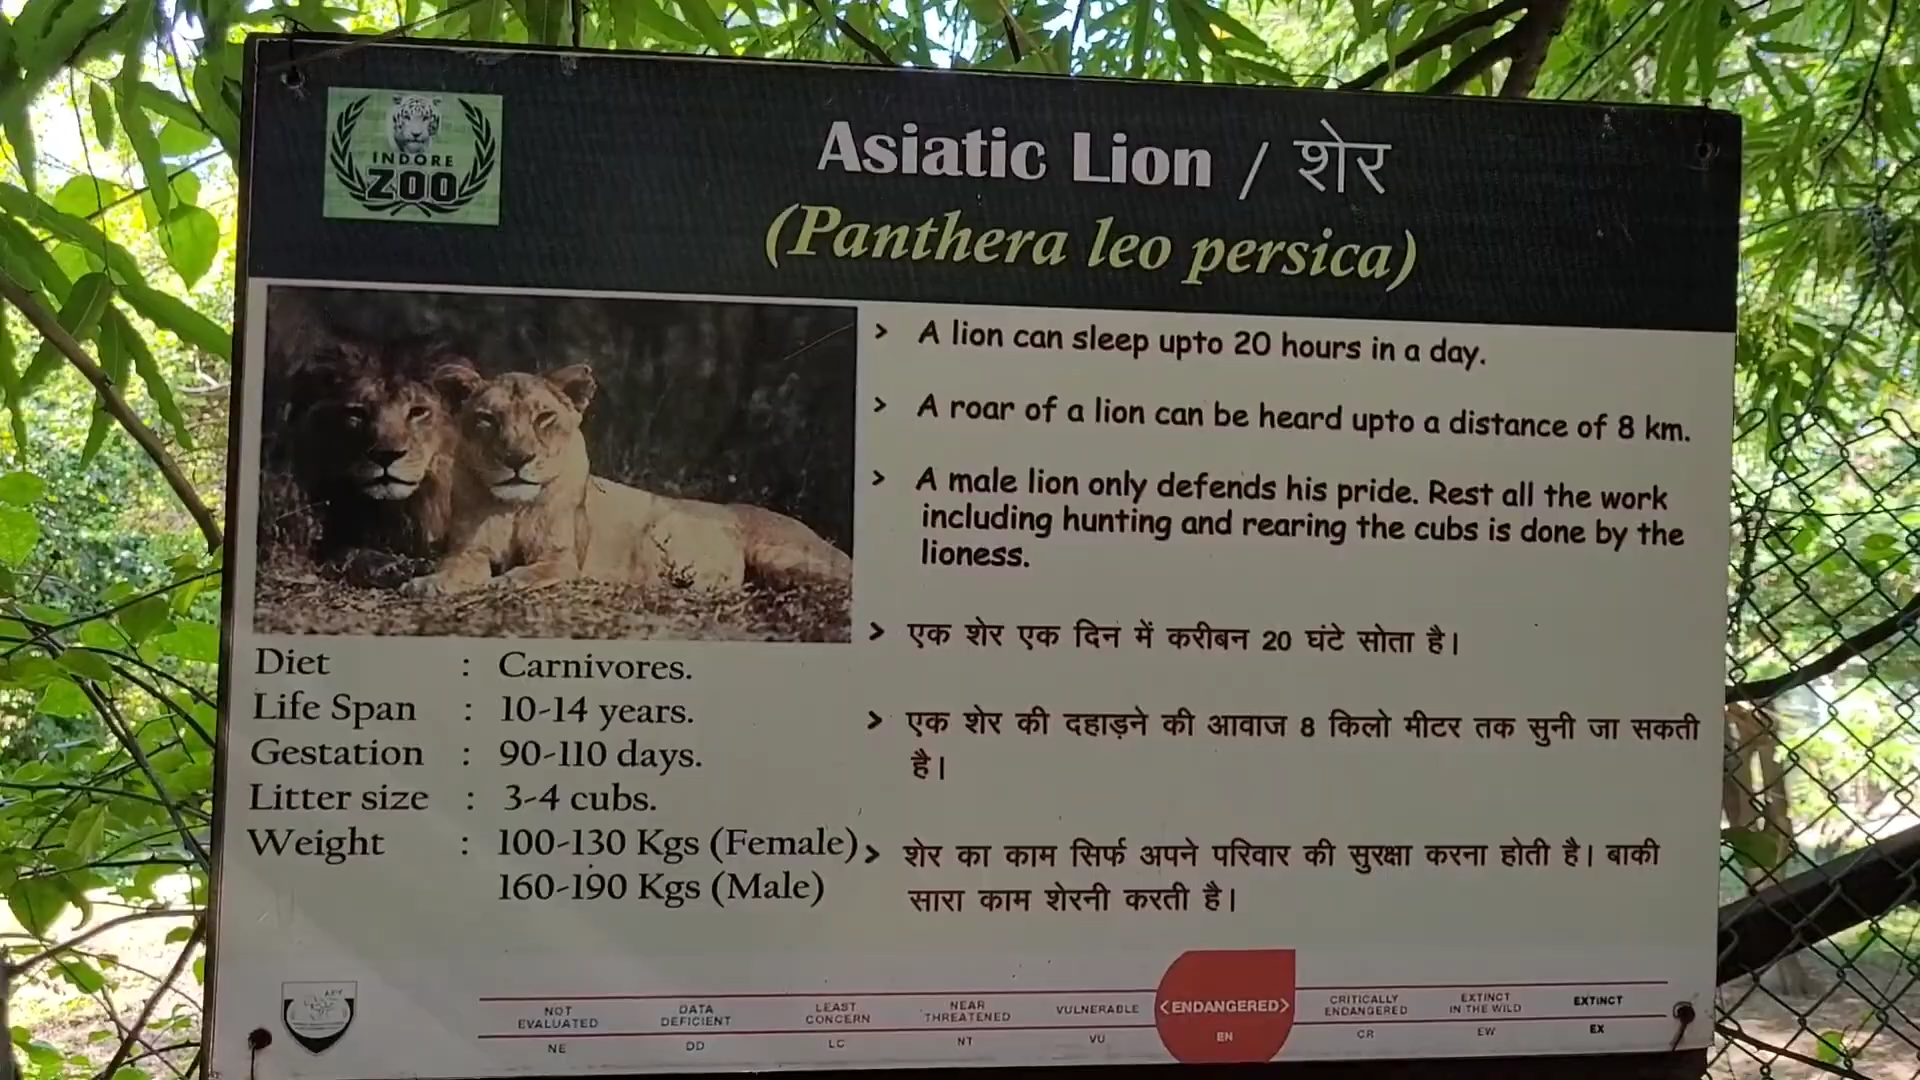 INDORE
ZOO
Asiatic Lion / शेर
(Panthera leo persica)
> A lion can sleep upto 20 hours in a day.
> A roar of a lion can be heard upto a distance of 8 km.
> A male lion only defends his pride. Rest all the work
including hunting and rearing the cubs is done by the
lioness.
> एक शेर एक दिन में करीबन 20 घंटे सोता है।
> एक शेर की दहाड़ने की आवाज 8 किलो मीटर तक सुनी जा सकती
है।
> शेर का काम सिर्फ अपने परिवार की सुरक्षा करना होती है। बाकी
सारा काम शेरनी करती है।
Diet : Carnivores.
Life Span : 10-14 years.
Gestation : 90-110 days.
Litter size : 3-4 cubs.
Weight : 100-130 Kgs (Female)
160-190 Kgs (Male)
NOT
EVALUATED
NE
DATA
DEFICIENT
DD
LEAST
CONCERN
LC
NEAR
THREATENED
NT
VULNERABLE
VU
<ENDANGERED>
EN
CRITICALLY
ENDANGERED
CR
EXTINCT
IN THE WILD
EW
EXTINCT
EX